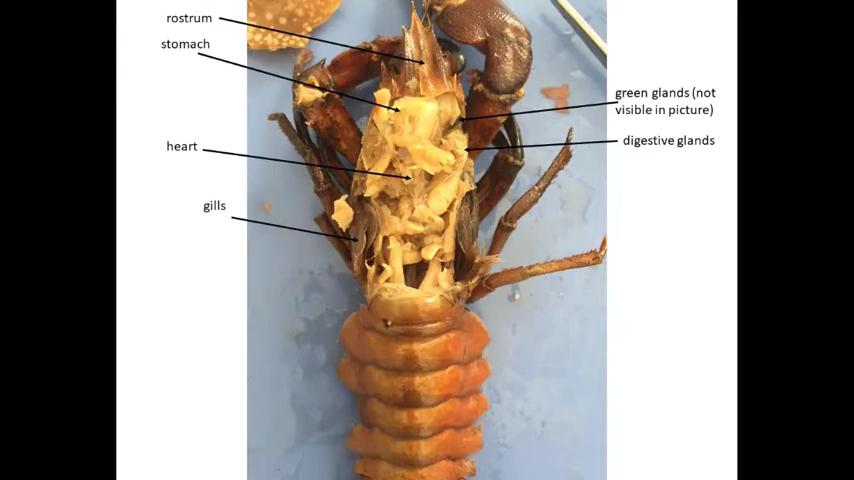 rostrum
stomach
heart
gills
green glands (not
visible in picture)
digestive glands